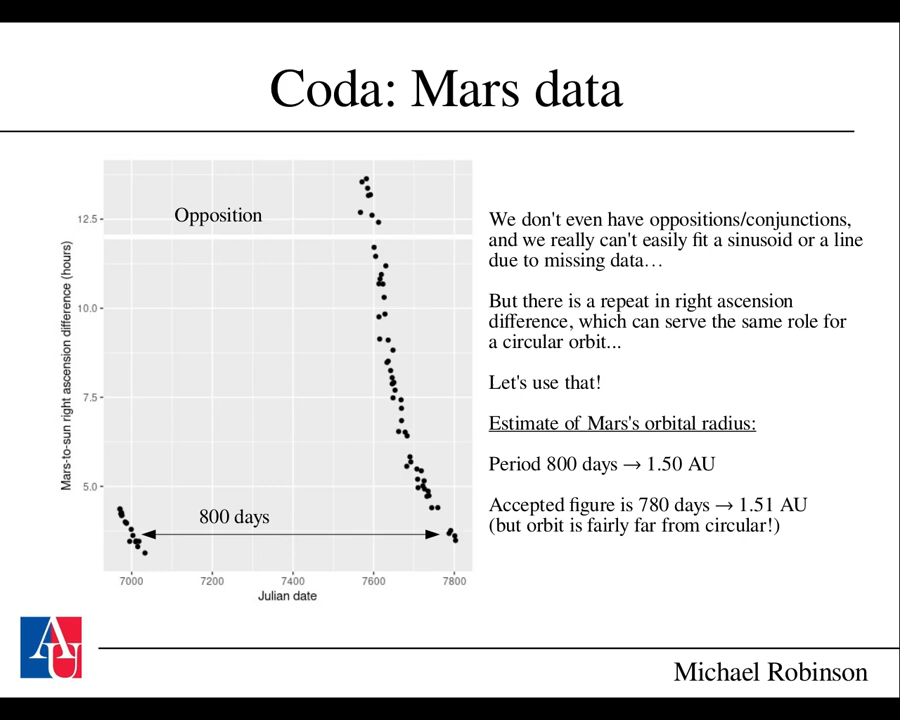 Coda: Mars data
Opposition
12.5
10.0
7.5
5.0
Mars-to-sun right ascension difference (hours)
800 days
7000 7200 7400 7600 7800
Julian date
We don't even have oppositions/conjunctions,
and we really can't easily fit a sinusoid or a line
due to missing data…
But there is a repeat in right ascension
difference, which can serve the same role for
a circular orbit...
Let's use that!
Estimate of Mars's orbital radius:
Period 800 days → 1.50 AU
Accepted figure is 780 days → 1.51 AU
(but orbit is fairly far from circular!)
AU
Michael Robinson